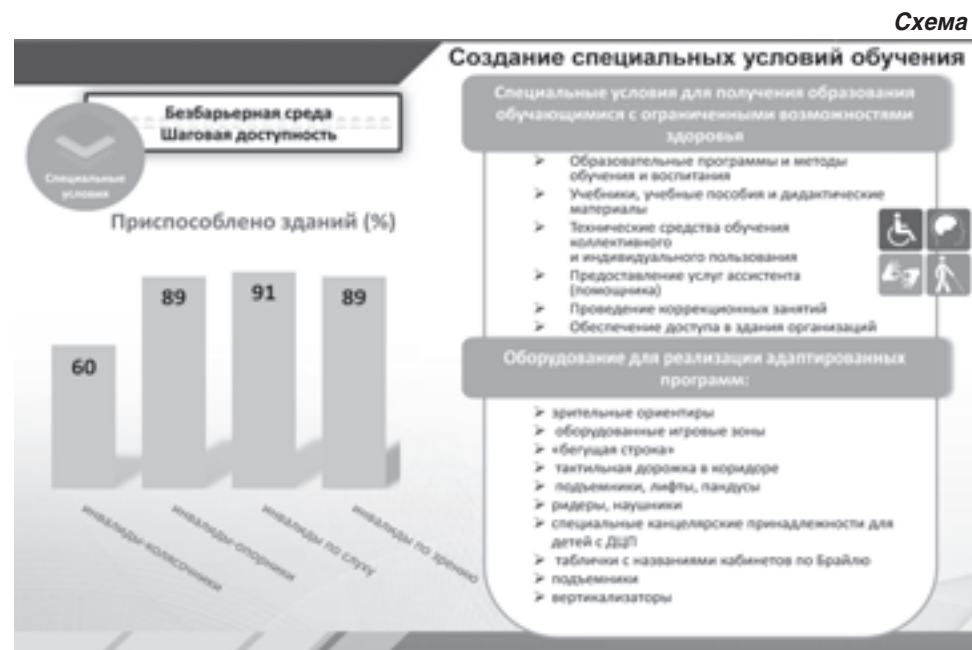 Схема
Создание специальных условий обучения
Безбарьерная среда
Шаговая доступность
Специальные
условия
Приспособлено зданий (%)
60
89
91
89
инвалиды-колясочники
инвалиды-опорники
инвалиды по слуху
инвалиды по зрению
Специальные условия для получения образования
обучающимися с ограниченными возможностями
здоровья
➢ Образовательные программы и методы
обучения и воспитания
➢ Учебники, учебные пособия и дидактические
материалы
➢ Технические средства обучения
коллективного
и индивидуального пользования
➢ Предоставление услуг ассистента
(помощника)
➢ Проведение коррекционных занятий
➢ Обеспечение доступа в здания организаций
Оборудование для реализации адаптированных
программ:
➢ зрительные ориентиры
➢ оборудованные игровые зоны
➢ «бегущая строка»
➢ тактильная дорожка в коридоре
➢ подъемники, лифты, пандусы
➢ ридеры, наушники
➢ специальные канцелярские принадлежности для
детей с ДЦП
➢ таблички с названиями кабинетов по Брайлю
➢ подъемники
➢ вертикализаторы